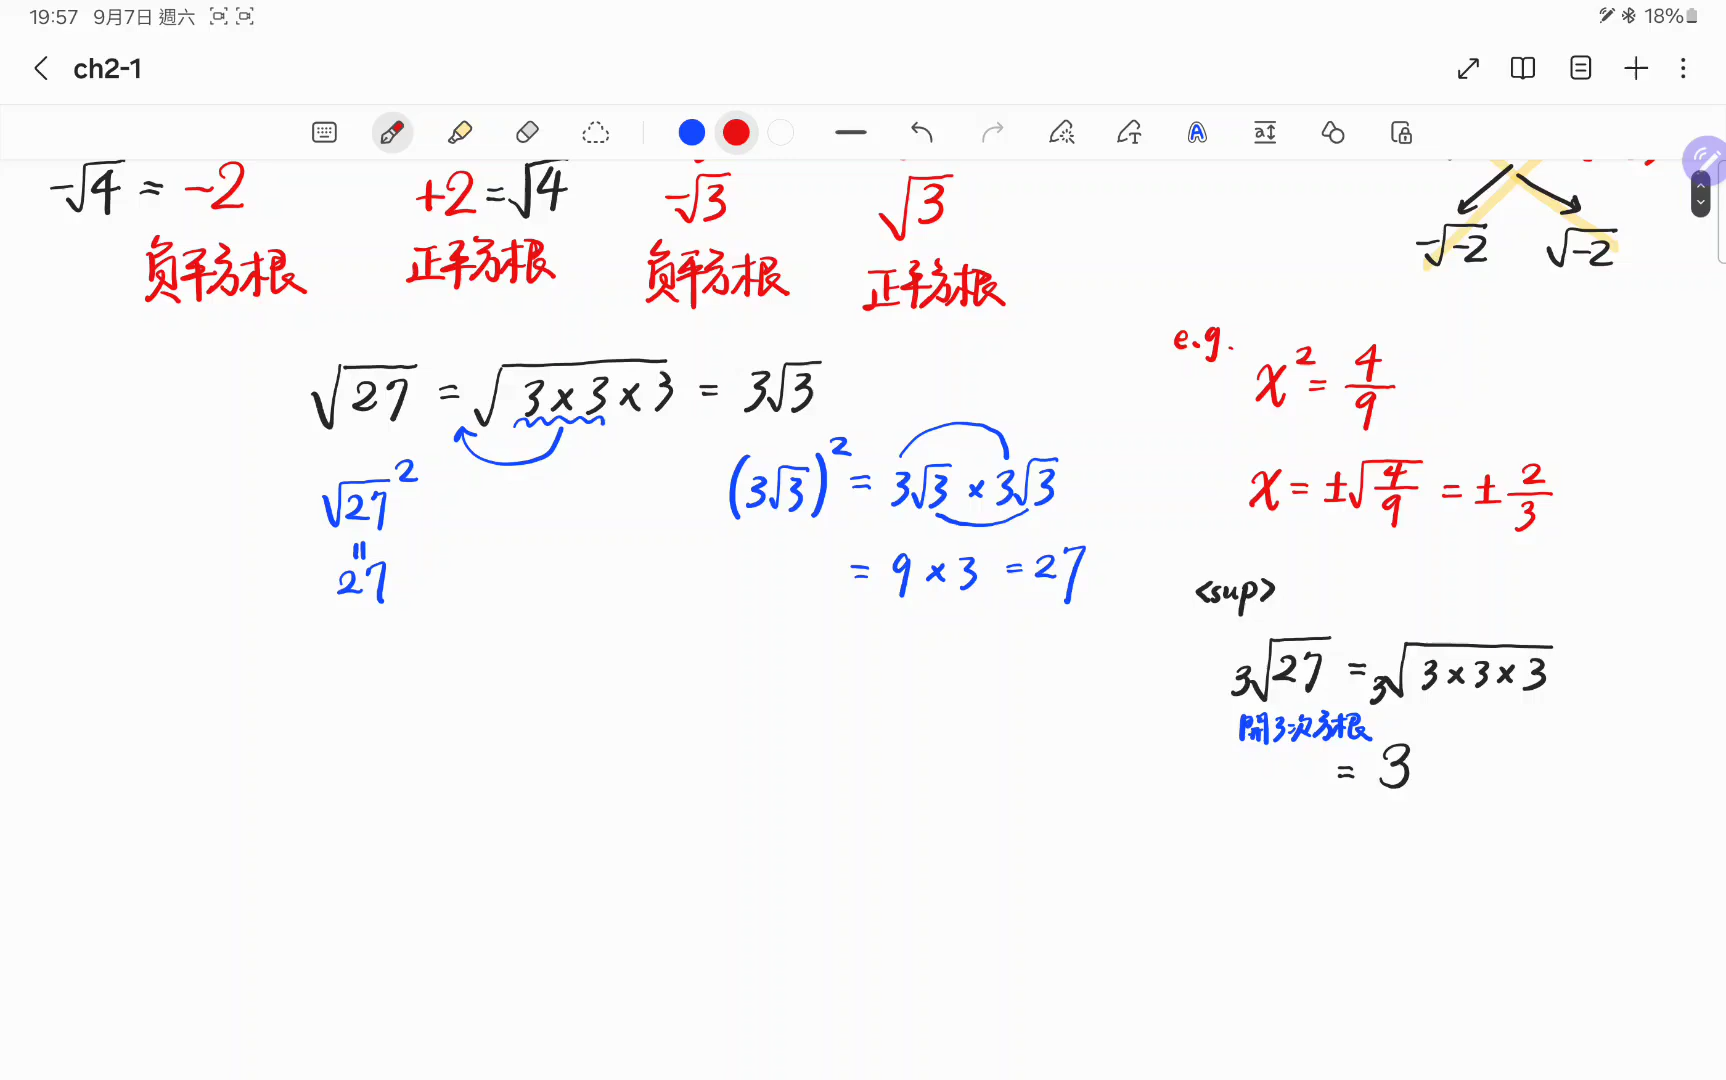 19:57 9月7日 週六 18%
ch2-1
-√4 = -2
+2 = √4
-√3
√3
負平方根
正平方根
負平方根
正平方根
-√-2
√-2
√27 = √3×3×3 = 3√3
√27²
=
27
(3√3)² = 3√3 × 3√3
= 9 × 3 = 27
e.g.
x² = 4/9
x = ±√4/9 = ± 2/3
<sup>
3√27 = 3√3×3×3
開3次方根
= 3